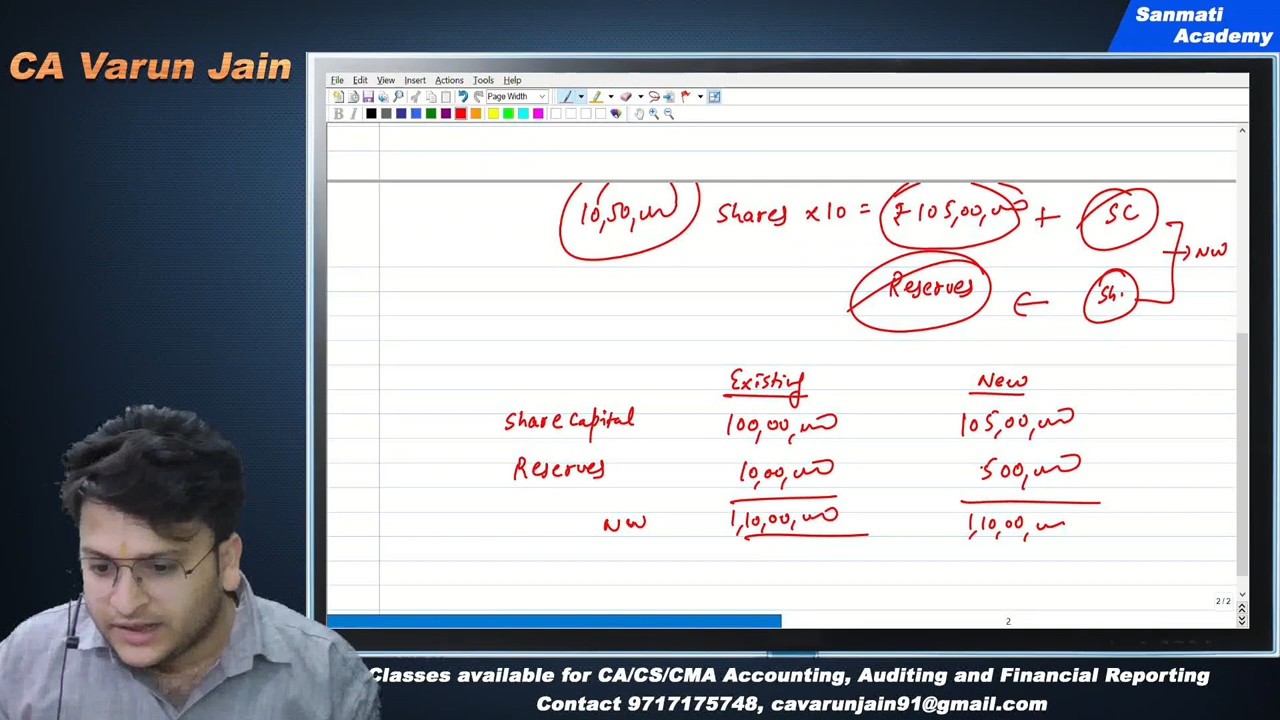 Sanmati
Academy
CA Varun Jain
File Edit View Insert Actions Tools Help
Page Width
B I
10,50,000 Shares x 10 = ₹ 105,00,000 + SC
NW
Reserves ← Sh.
Existing New
Share Capital 100,00,000 105,00,000
Reserves 10,00,000 500,000
NW 1,10,00,000 1,10,00,000
2/2
2
Classes available for CA/CS/CMA Accounting, Auditing and Financial Reporting
Contact 9717175748, cavarunjain91@gmail.com